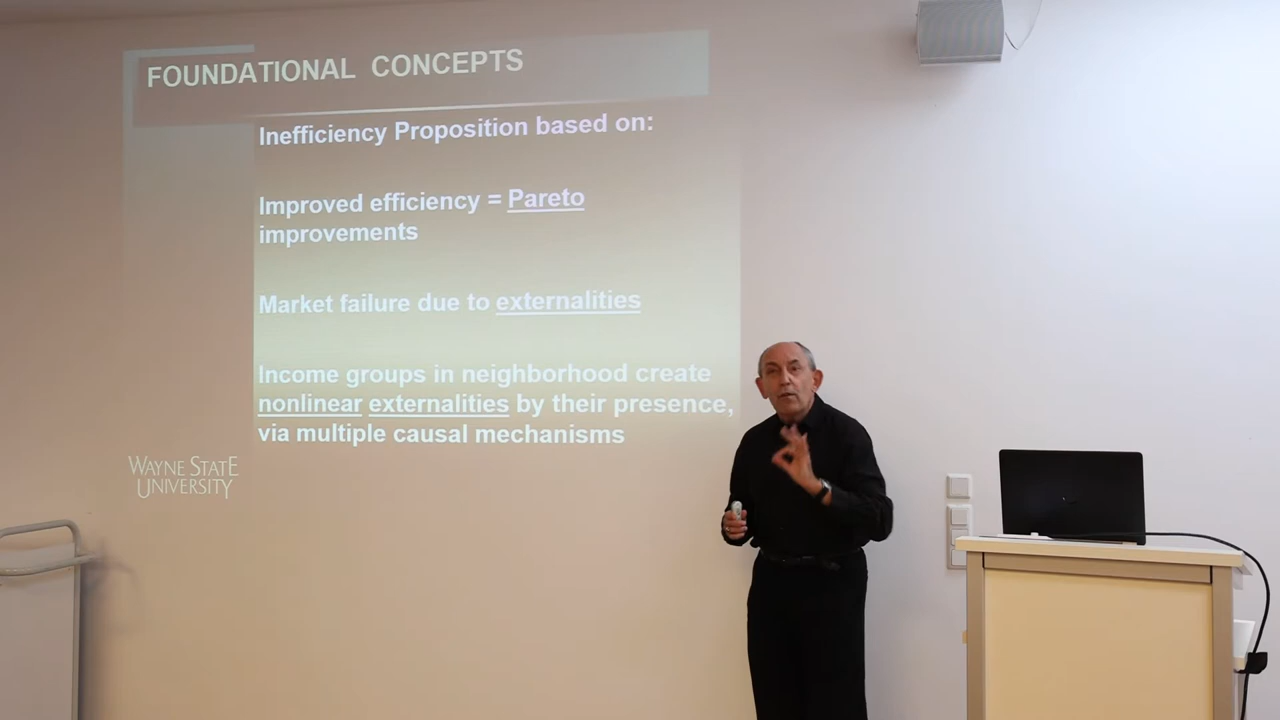 FOUNDATIONAL CONCEPTS
Inefficiency Proposition based on:
Improved efficiency = Pareto
improvements
Market failure due to externalities
Income groups in neighborhood create
nonlinear externalities by their presence,
via multiple causal mechanisms
WAYNE STATE
UNIVERSITY